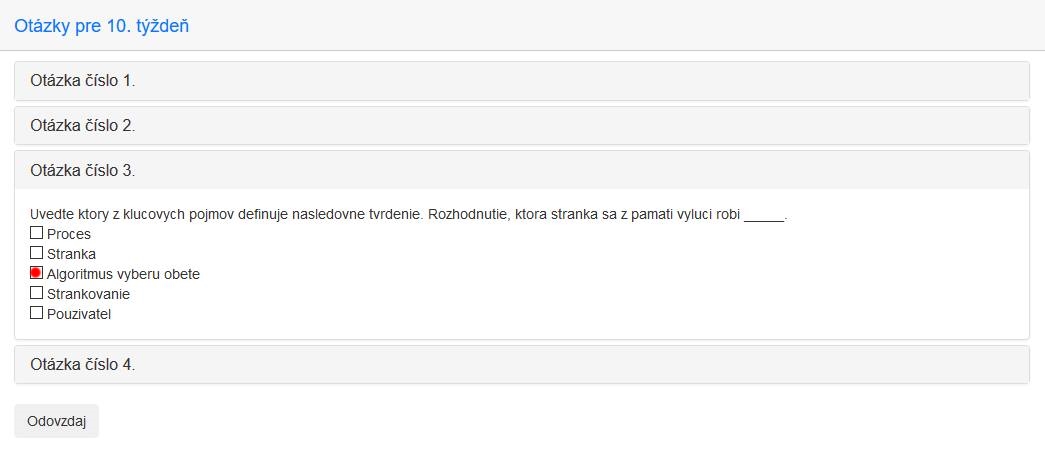 Otázky pre 10. týždeň
Otázka číslo 1.
Otázka číslo 2.
Otázka číslo 3.
Uvedte ktory z klucovych pojmov definuje nasledovne tvrdenie. Rozhodnutie, ktora stranka sa z pamati vyluci robi _____.
Proces
Stranka
Algoritmus vyberu obete
Strankovanie
Pouzivatel
Otázka číslo 4.
Odovzdaj